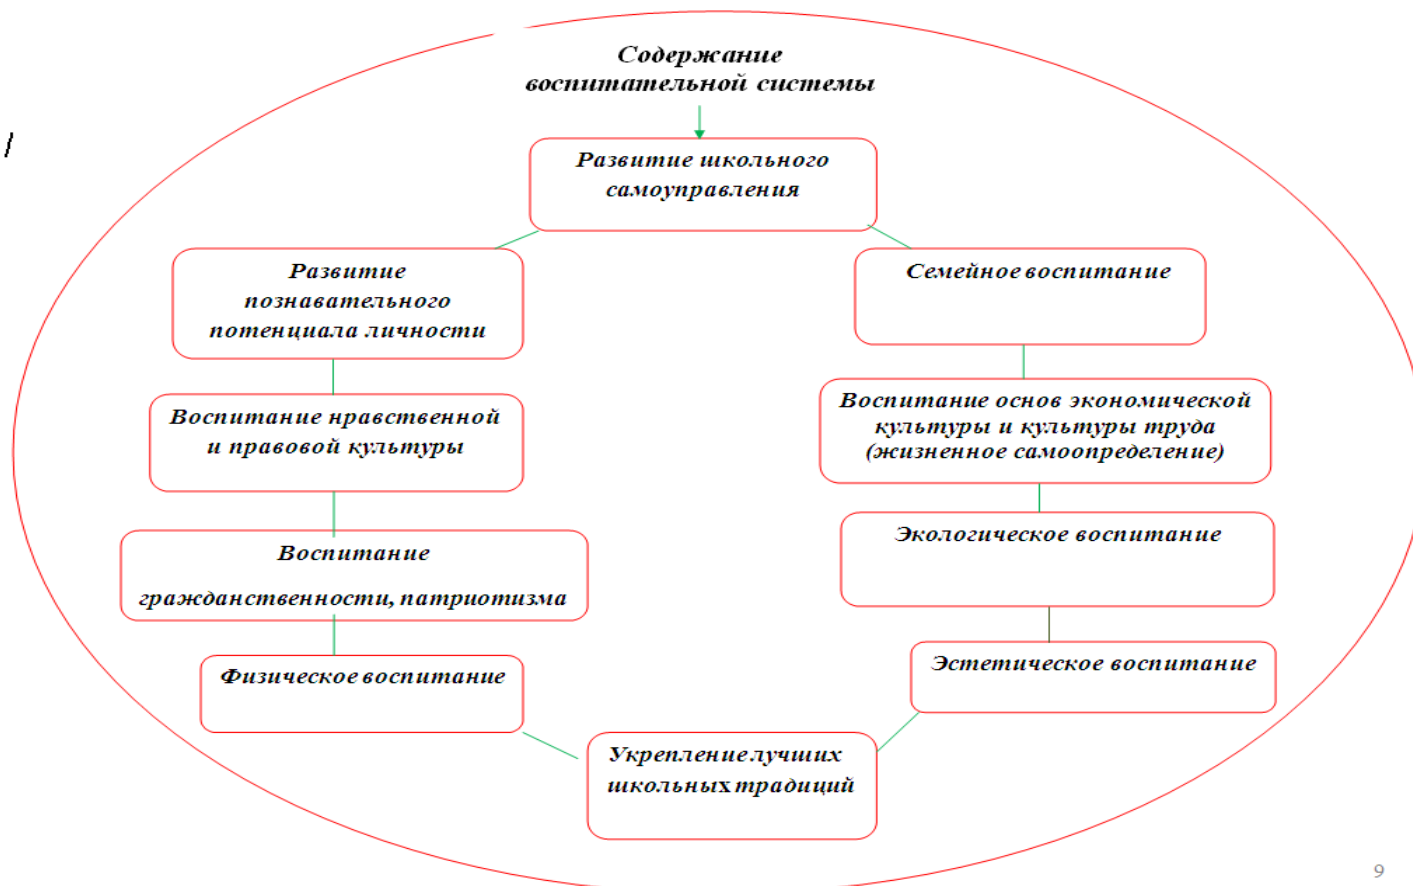 Содержание
воспитательной системы
/
Развитие школьного
самоуправления
Развитие
познавательного
потенциала личности
Семейное воспитание
Воспитание нравственной
и правовой культуры
Воспитание основ экономической
культуры и культуры труда
(жизненное самоопределение)
Воспитание
гражданственности, патриотизма
Экологическое воспитание
Физическое воспитание
Эстетическое воспитание
Укрепление лучших
школьных традиций
9